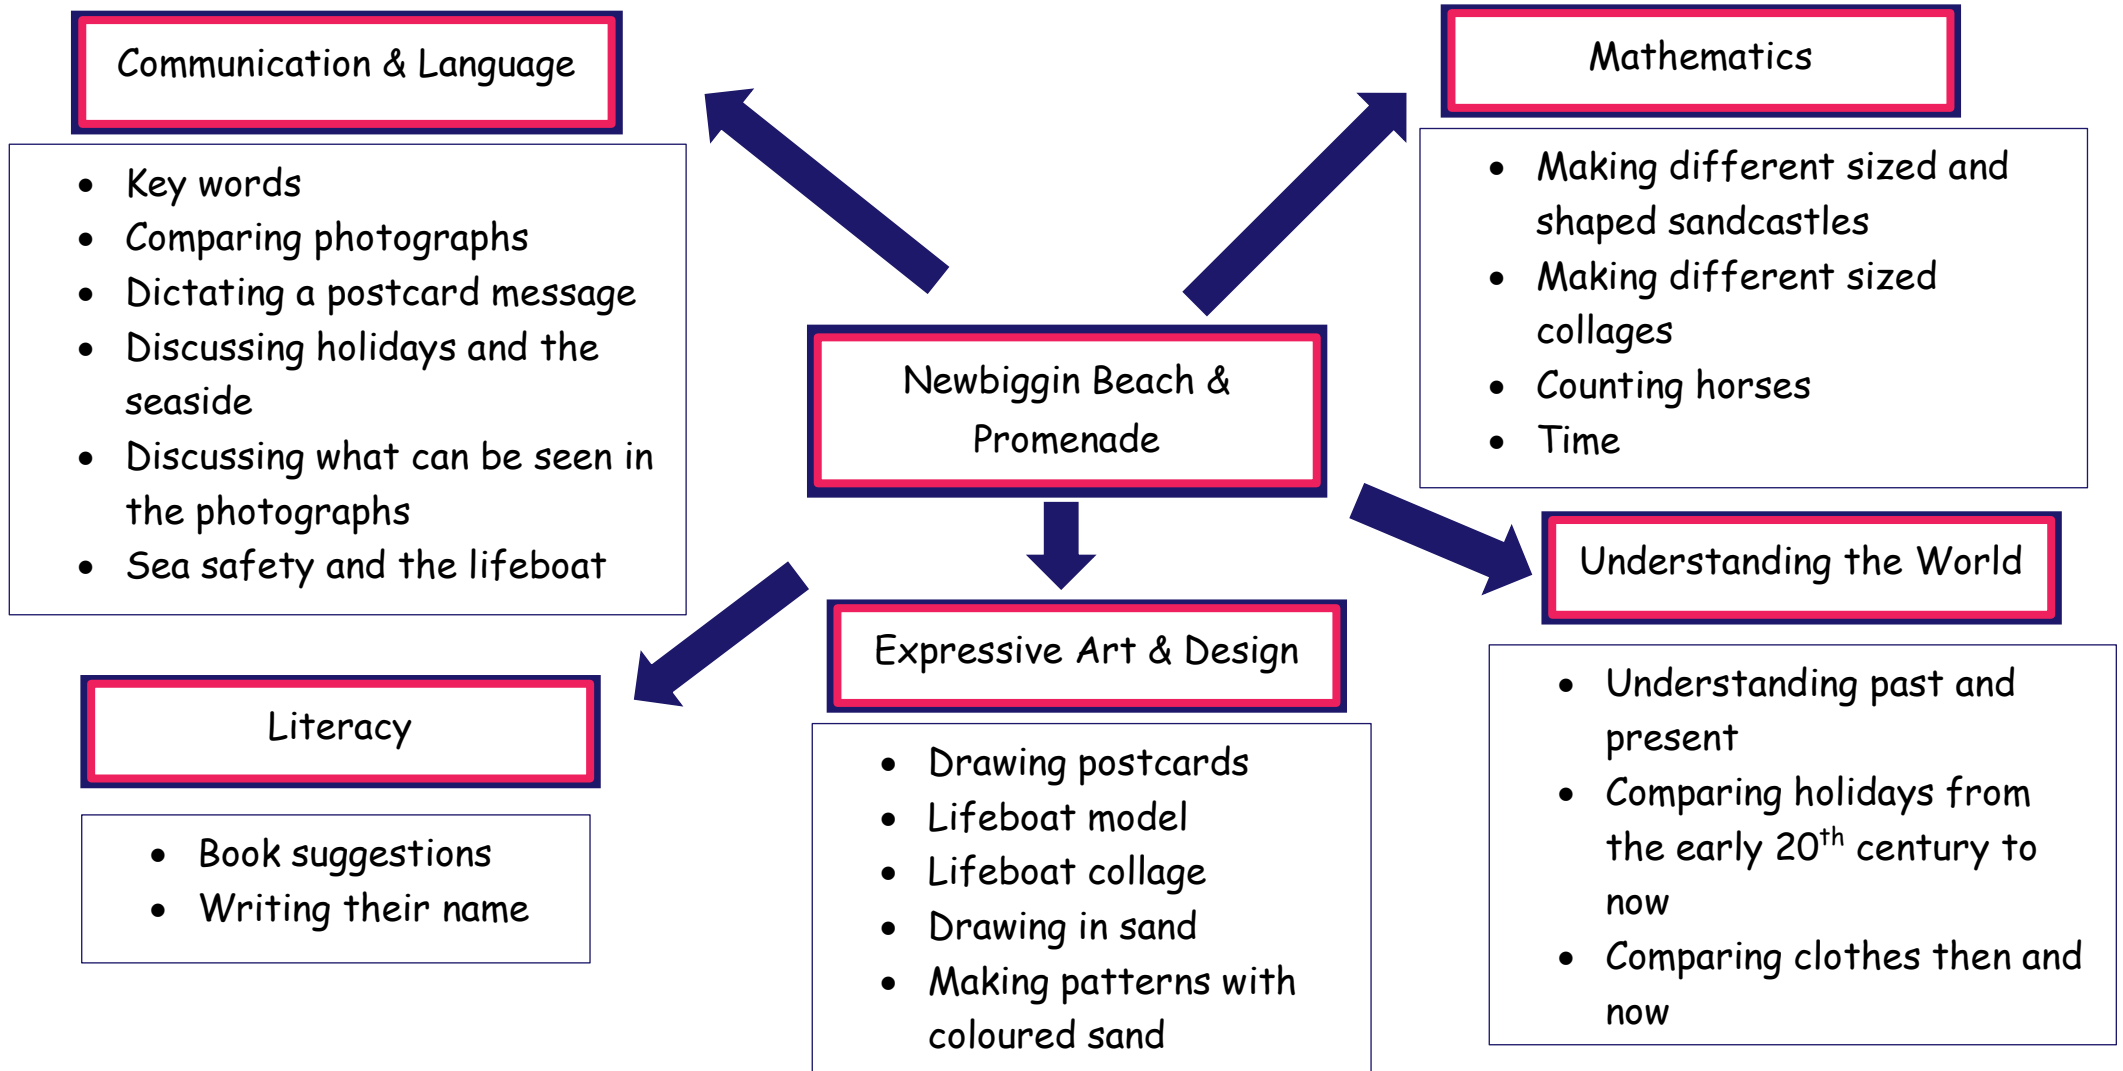 Communication & Language
• Key words
• Comparing photographs
• Dictating a postcard message
• Discussing holidays and the
seaside
• Discussing what can be seen in
the photographs
• Sea safety and the lifeboat
Mathematics
• Making different sized and
shaped sandcastles
• Making different sized
collages
• Counting horses
• Time
Newbiggin Beach &
Promenade
Understanding the World
• Understanding past and
present
• Comparing holidays from
the early 20th century to
now
• Comparing clothes then and
now
Expressive Art & Design
• Drawing postcards
• Lifeboat model
• Lifeboat collage
• Drawing in sand
• Making patterns with
coloured sand
Literacy
• Book suggestions
• Writing their name